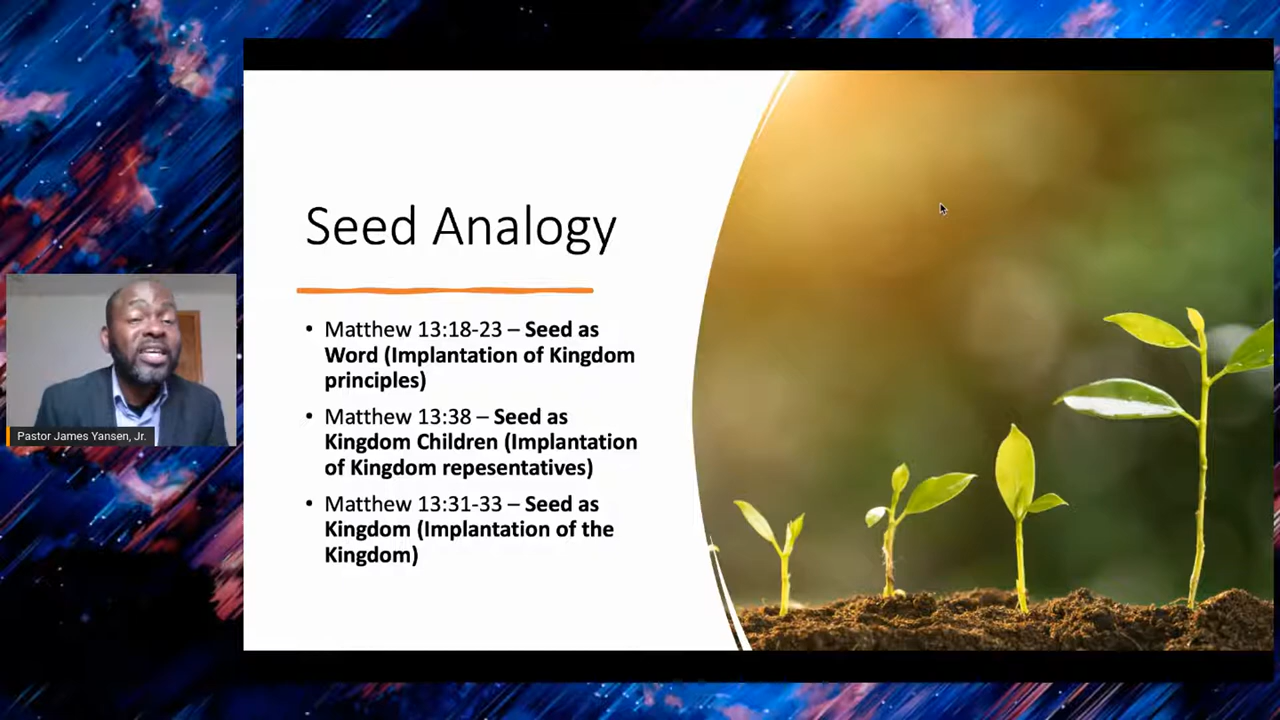 Seed Analogy
• Matthew 13:18-23 – Seed as
Word (Implantation of Kingdom
principles)
• Matthew 13:38 – Seed as
Kingdom Children (Implantation
of Kingdom repesentatives)
• Matthew 13:31-33 – Seed as
Kingdom (Implantation of the
Kingdom)
Pastor James Yansen, Jr.